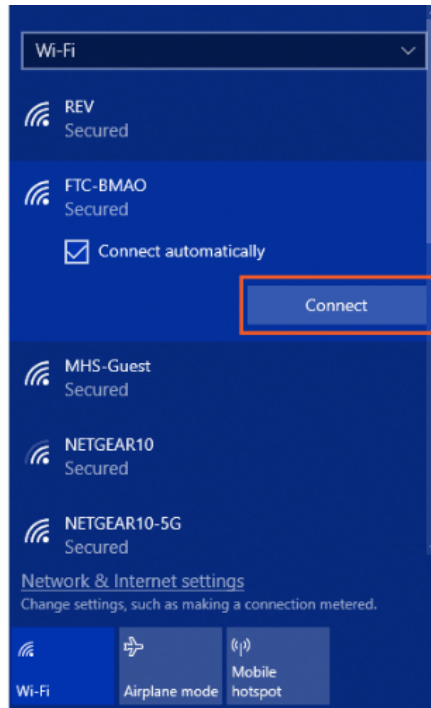 Wi-Fi
REV
Secured
FTC-BMAO
Secured
Connect automatically
Connect
MHS-Guest
Secured
NETGEAR10
Secured
NETGEAR10-5G
Secured
Network & Internet settings
Change settings, such as making a connection metered.
Wi-Fi
Airplane mode
Mobile
hotspot